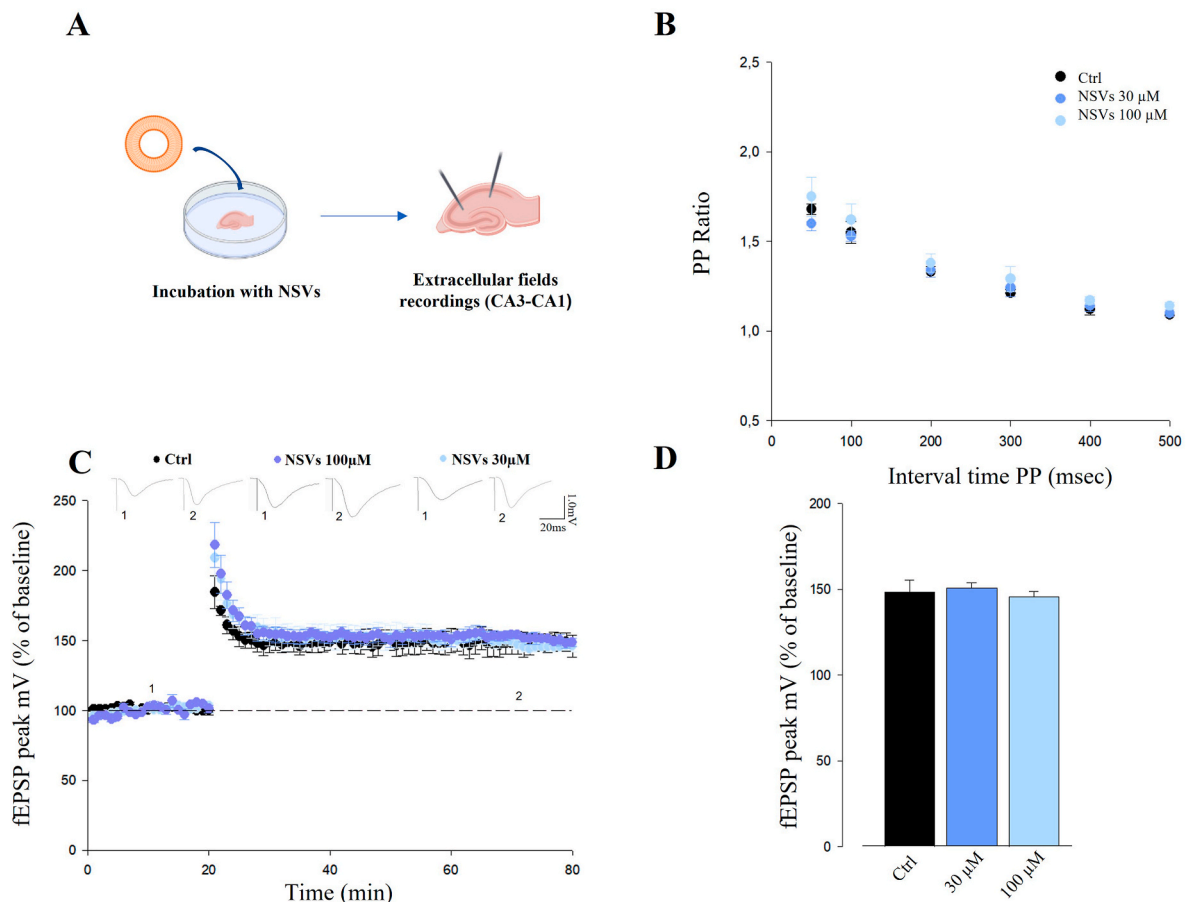 A
Incubation with NSVs
Extracellular fields
recordings (CA3-CA1)
B
2,5
2,0
1,5
1,0
0,5
PP Ratio
Ctrl
NSVs 30 µM
NSVs 100 µM
0
100
200
300
400
500
Interval time PP (msec)
C
Ctrl
NSVs 100µM
NSVs 30µM
1
2
1
2
1
2
1.0mV
20ms
250
200
150
100
50
0
fEPSP peak mV (% of baseline)
1
2
0
20
40
60
80
Time (min)
D
200
150
100
50
0
fEPSP peak mV (% of baseline)
Ctrl
30 µM
100 µM